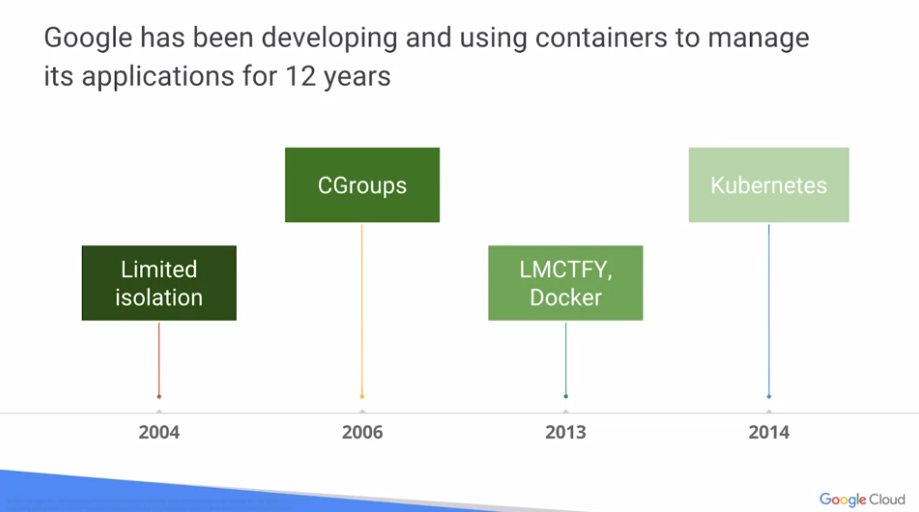 Google has been developing and using containers to manage
its applications for 12 years
CGroups
Kubernetes
Limited
isolation
LMCTFY,
Docker
2004
2006
2013
2014
Google Cloud